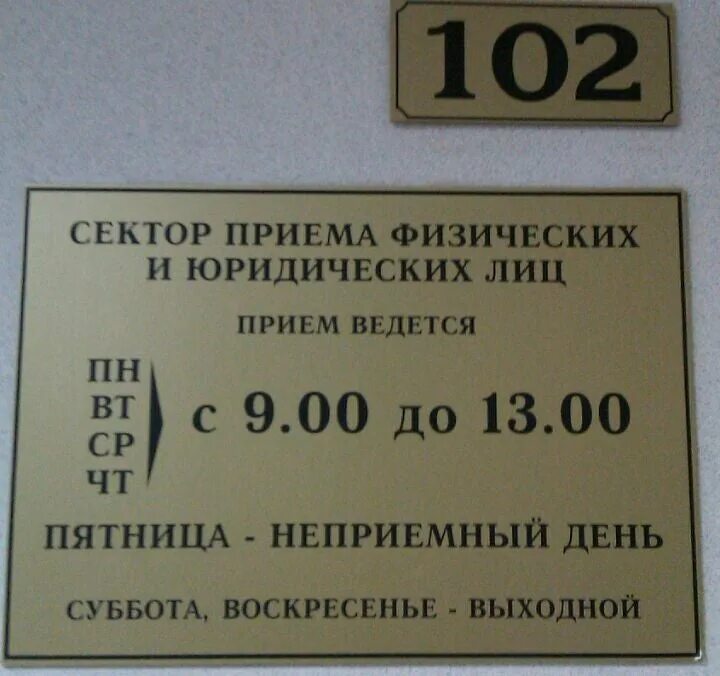 102
СЕКТОР ПРИЕМА ФИЗИЧЕСКИХ
И ЮРИДИЧЕСКИХ ЛИЦ
ПРИЕМ ВЕДЕТСЯ
ПН
ВТ
СР
ЧТ
с 9.00 до 13.00
ПЯТНИЦА - НЕПРИЕМНЫЙ ДЕНЬ
СУББОТА, ВОСКРЕСЕНЬЕ - ВЫХОДНОЙ